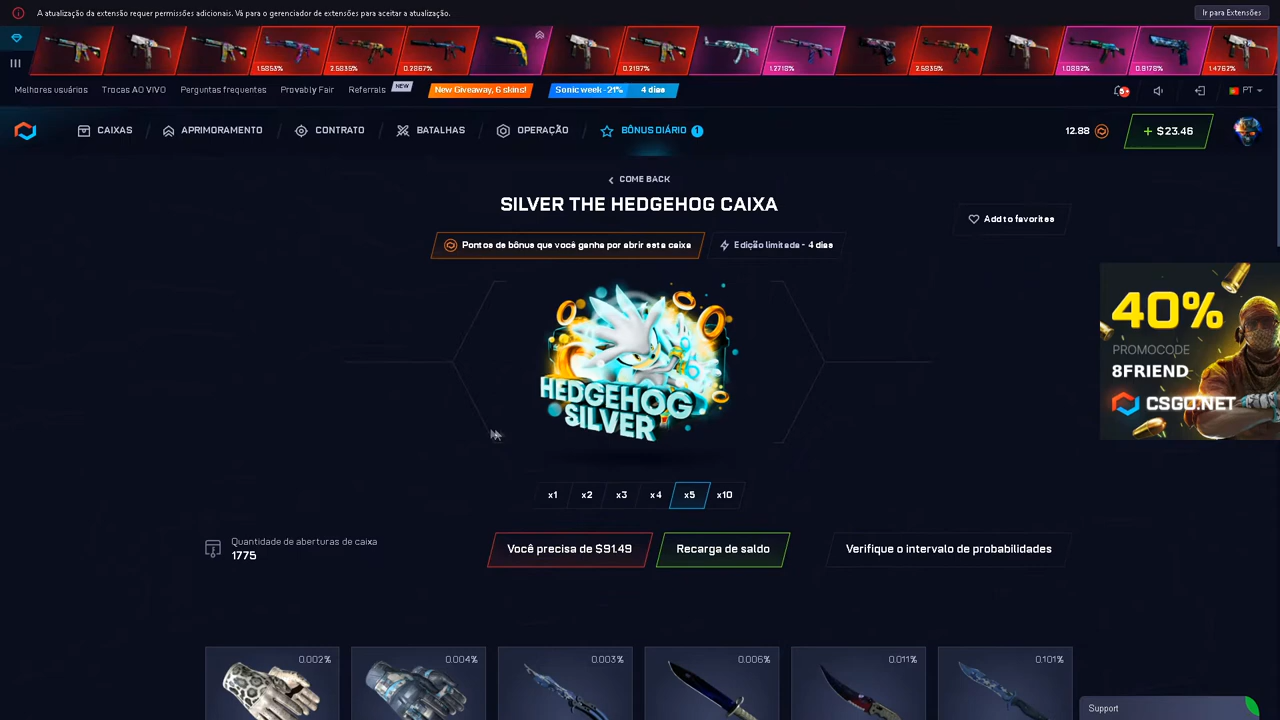 A atualização da extensão requer permissões adicionais. Vá para o gerenciador de extensões para aceitar a atualização.
Ir para Extensões
1.5853% 2.5835% 0.2867% 0.2197% 1.2718% 2.5835% 1.0892% 0.8178% 1.4762%
Melhores usuários Trocas AO VIVO Perguntas frequentes Provably Fair Referrals NEW New Giveaway, 6 skins! Sonic week -21% 4 dias
5+ PT
CAIXAS APRIMORAMENTO CONTRATO BATALHAS OPERAÇÃO BÔNUS DIÁRIO 1
12.88 + $23.46
COME BACK
SILVER THE HEDGEHOG CAIXA
Add to favorites
Pontos de bônus que você ganha por abrir esta caixa
Edição limitada - 4 dias
HEDGEHOG
SILVER
40%
PROMOCODE
8FRIEND
CSGO.NET
x1 x2 x3 x4 x5 x10
Quantidade de aberturas de caixa
1775
Você precisa de $91.49
Recarga de saldo
Verifique o intervalo de probabilidades
0.002% 0.004% 0.003% 0.006% 0.011% 0.101%
Support